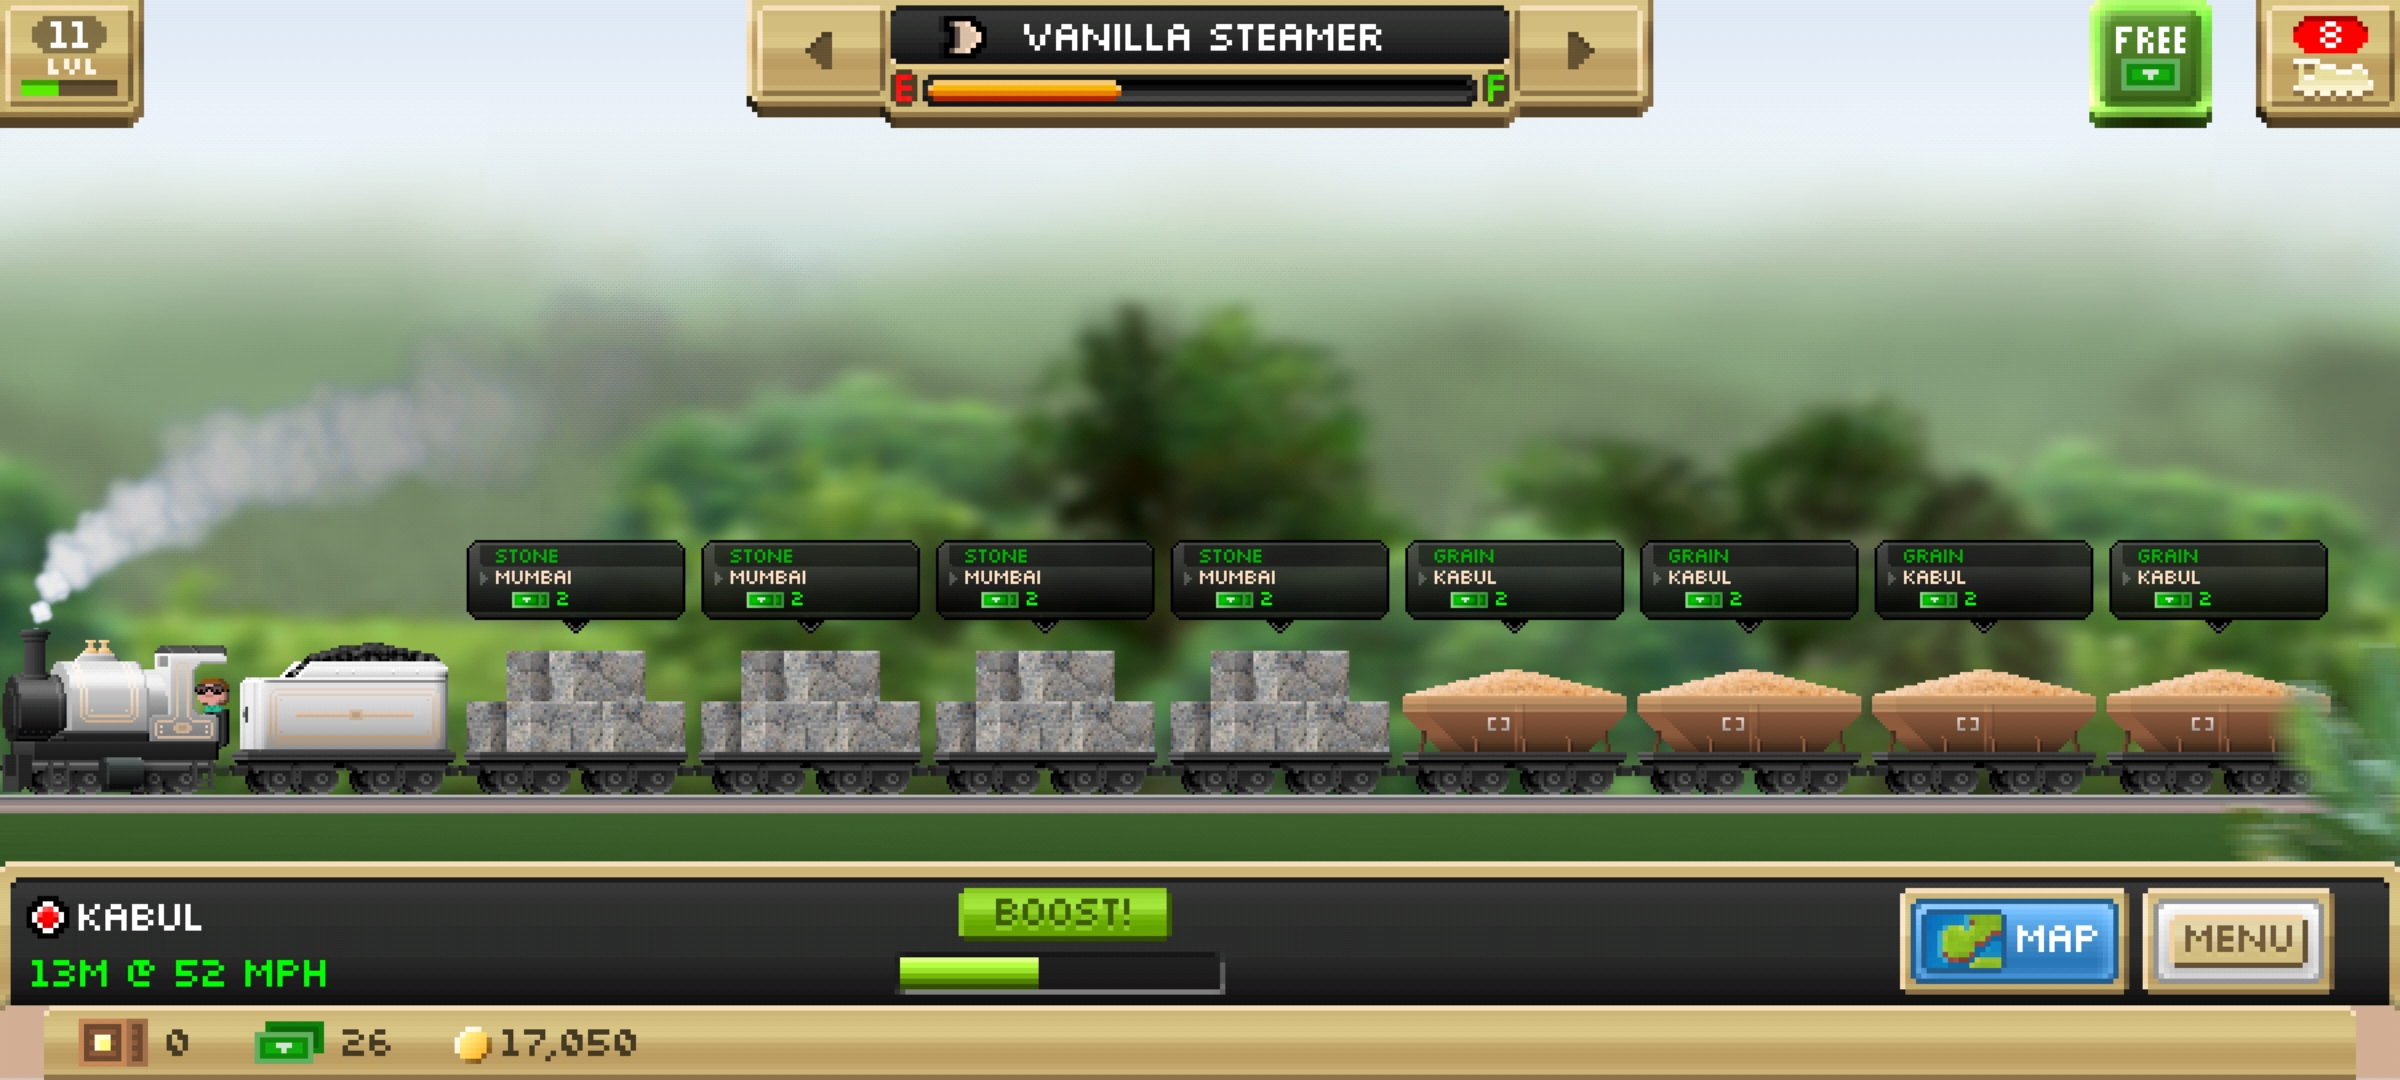 11
LVL
VANILLA STEAMER
E F
FREE
8
STONE
MUMBAI
2
STONE
MUMBAI
2
STONE
MUMBAI
2
STONE
MUMBAI
2
GRAIN
KABUL
2
GRAIN
KABUL
2
GRAIN
KABUL
2
GRAIN
KABUL
2
KABUL
13M @ 52 MPH
BOOST!
MAP
MENU
0
26
17,050